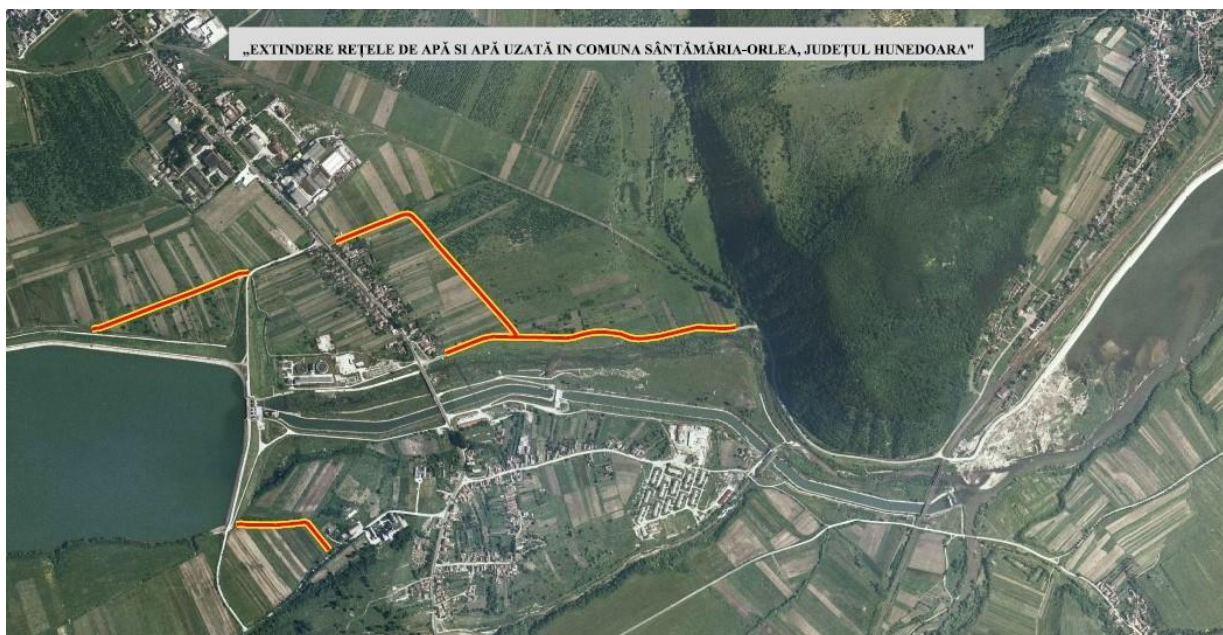 „EXTINDERE REȚELE DE APĂ SI APĂ UZATĂ IN COMUNA SÂNTĂMĂRIA-ORLEA, JUDEȚUL HUNEDOARA"